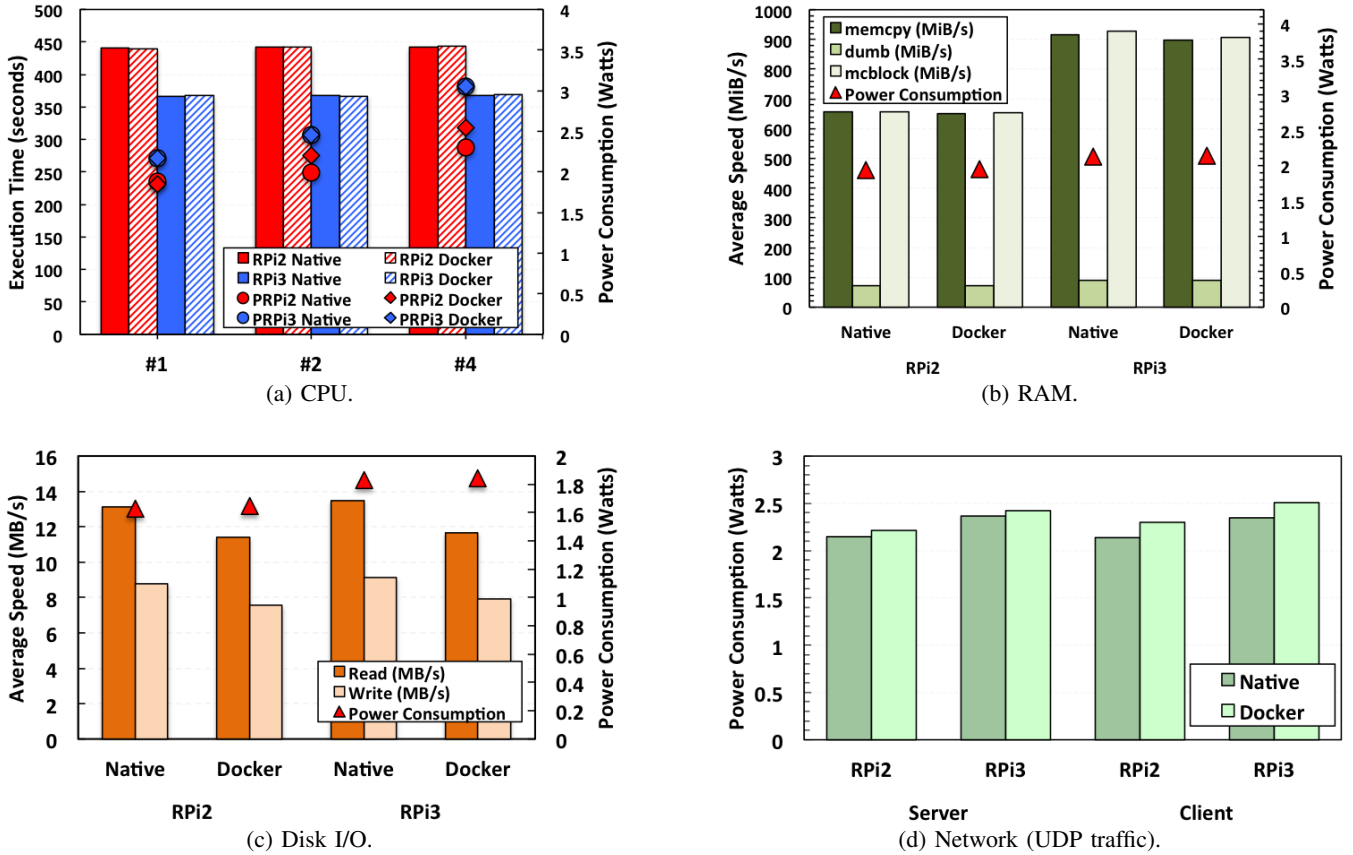 500
450
400
350
300
250
200
150
100
50
0
Execution Time (seconds)
4
3.5
3
2.5
2
1.5
1
0.5
0
Power Consumption (Watts)
RPi2 Native
RPi2 Docker
RPi3 Native
RPi3 Docker
PRPi2 Native
PRPi2 Docker
PRPi3 Native
PRPi3 Docker
#1 #2 #4
(a) CPU.
1000
900
800
700
600
500
400
300
200
100
0
Average Speed (MiB/s)
memcpy (MiB/s)
dumb (MiB/s)
mcblock (MiB/s)
Power Consumption
4
3.5
3
2.5
2
1.5
1
0.5
0
Power Consumption (Watts)
Native Docker Native Docker
RPi2 RPi3
(b) RAM.
16
14
12
10
8
6
4
2
0
Average Speed (MB/s)
2
1.8
1.6
1.4
1.2
1
0.8
0.6
0.4
0.2
0
Power Consumption (Watts)
Read (MB/s)
Write (MB/s)
Power Consumption
Native Docker Native Docker
RPi2 RPi3
(c) Disk I/O.
3
2.5
2
1.5
1
0.5
0
Power Consumption (Watts)
Native
Docker
RPi2 RPi3 RPi2 RPi3
Server Client
(d) Network (UDP traffic).